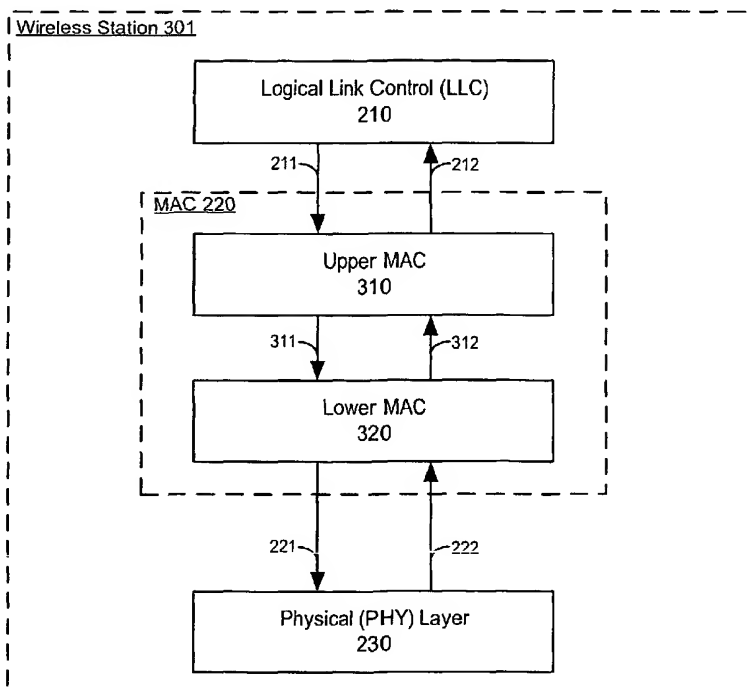 Wireless Station 301
Logical Link Control (LLC)
210
211
212
MAC 220
Upper MAC
310
311
312
Lower MAC
320
221
222
Physical (PHY) Layer
230